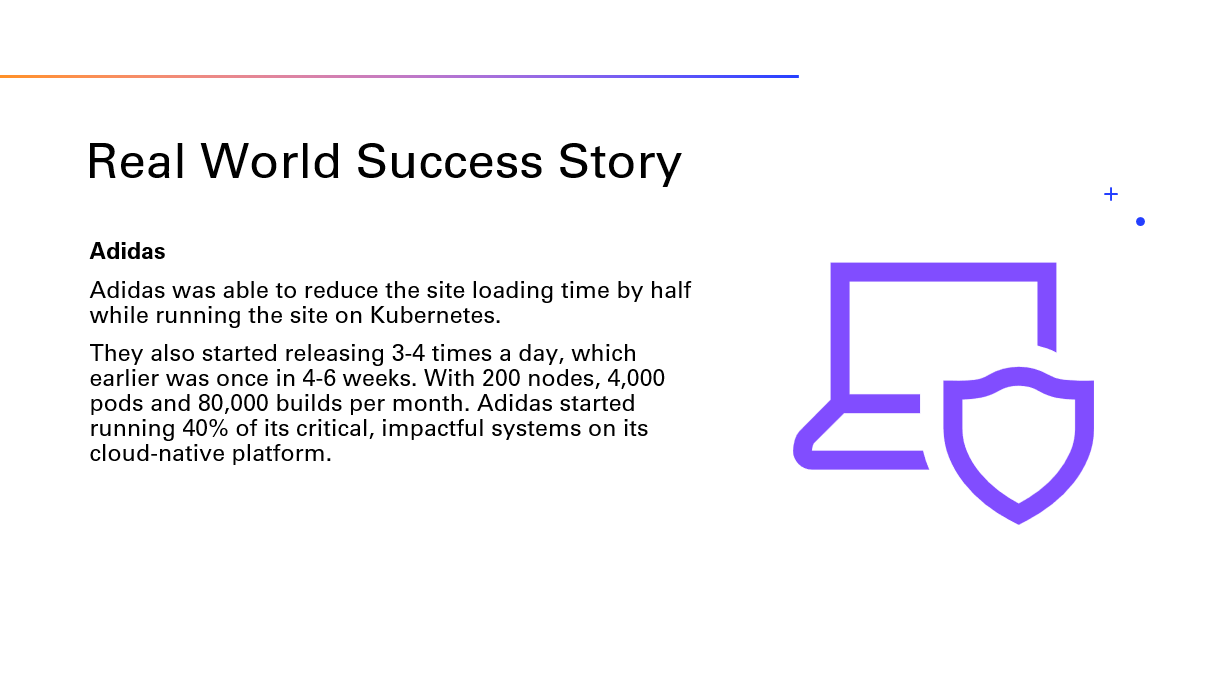 Real World Success Story
Adidas
Adidas was able to reduce the site loading time by half
while running the site on Kubernetes.
They also started releasing 3-4 times a day, which
earlier was once in 4-6 weeks. With 200 nodes, 4,000
pods and 80,000 builds per month. Adidas started
running 40% of its critical, impactful systems on its
cloud-native platform.